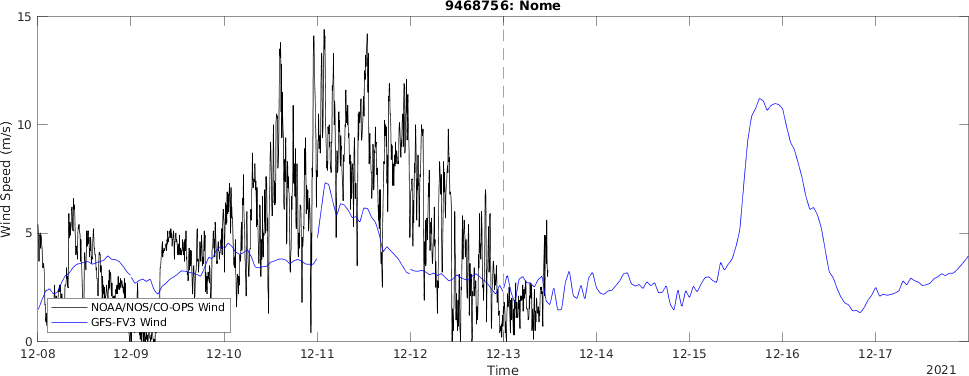 9468756: Nome
15
10
5
0
Wind Speed (m/s)
NOAA/NOS/CO-OPS Wind
GFS-FV3 Wind
12-08 12-09 12-10 12-11 12-12 12-13 12-14 12-15 12-16 12-17
Time
2021